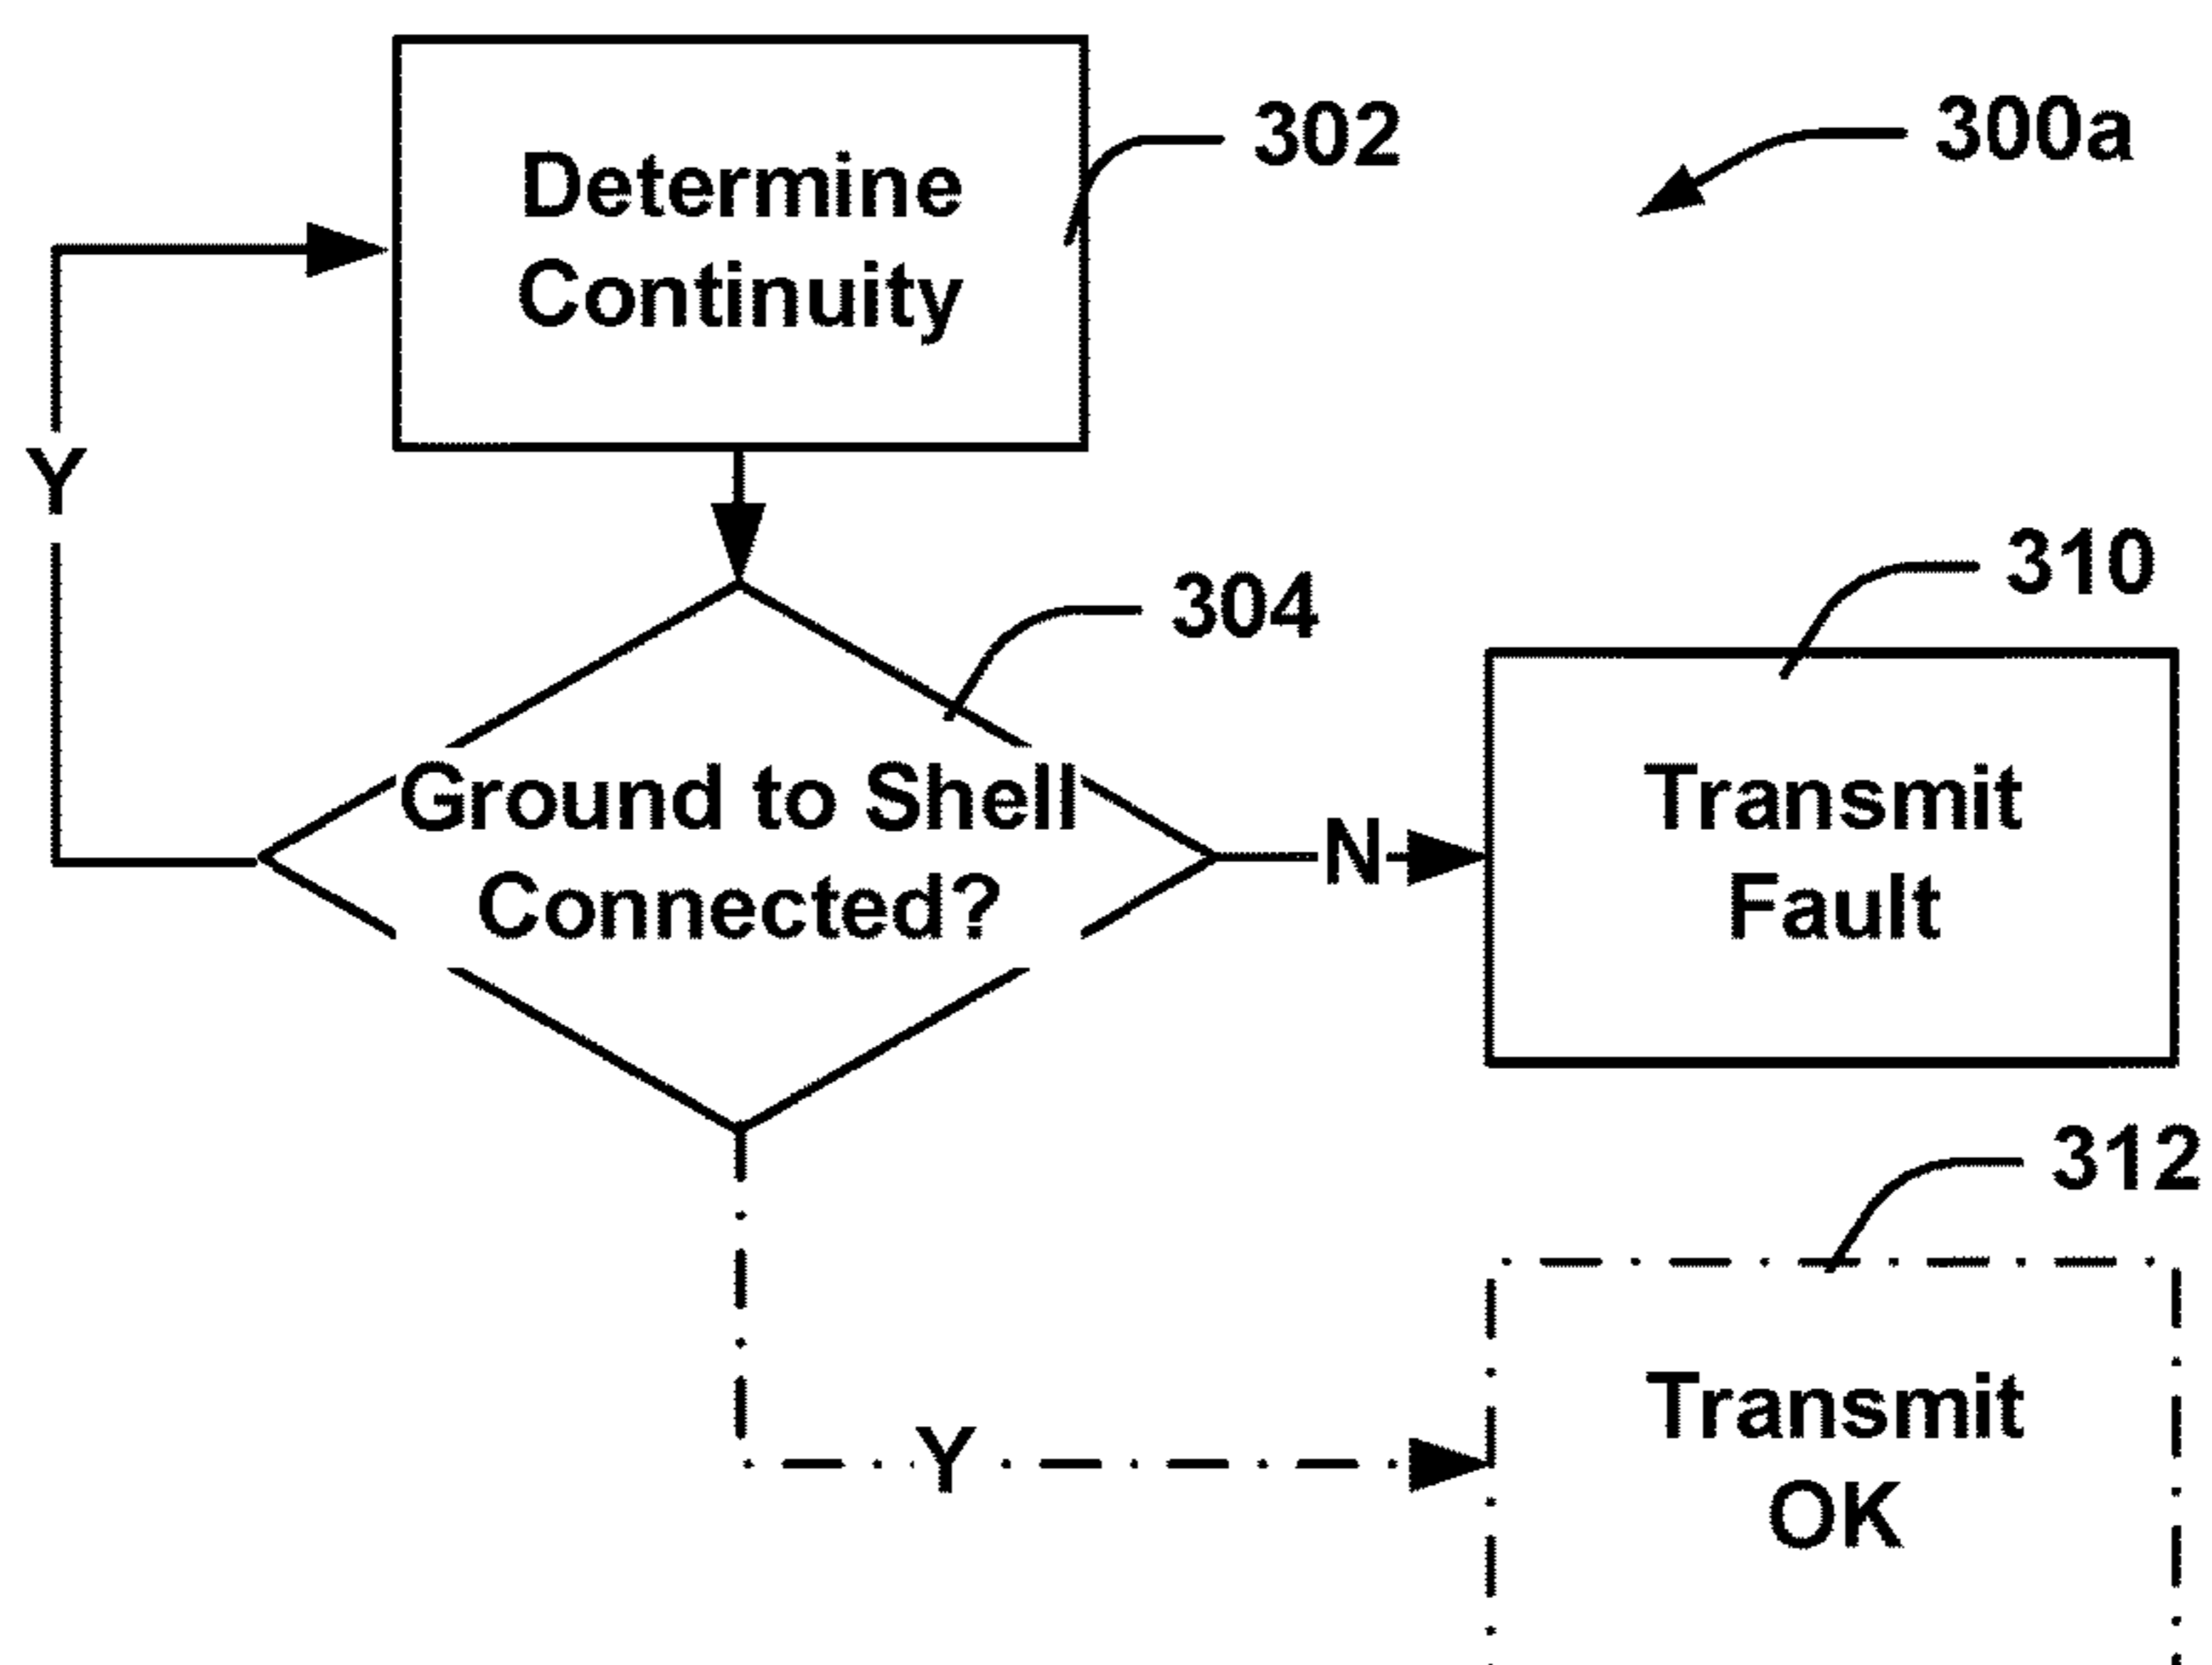 Determine
Continuity
302
300a
Y
304
310
Ground to Shell
Connected?
N
Transmit
Fault
312
Y
Transmit
OK